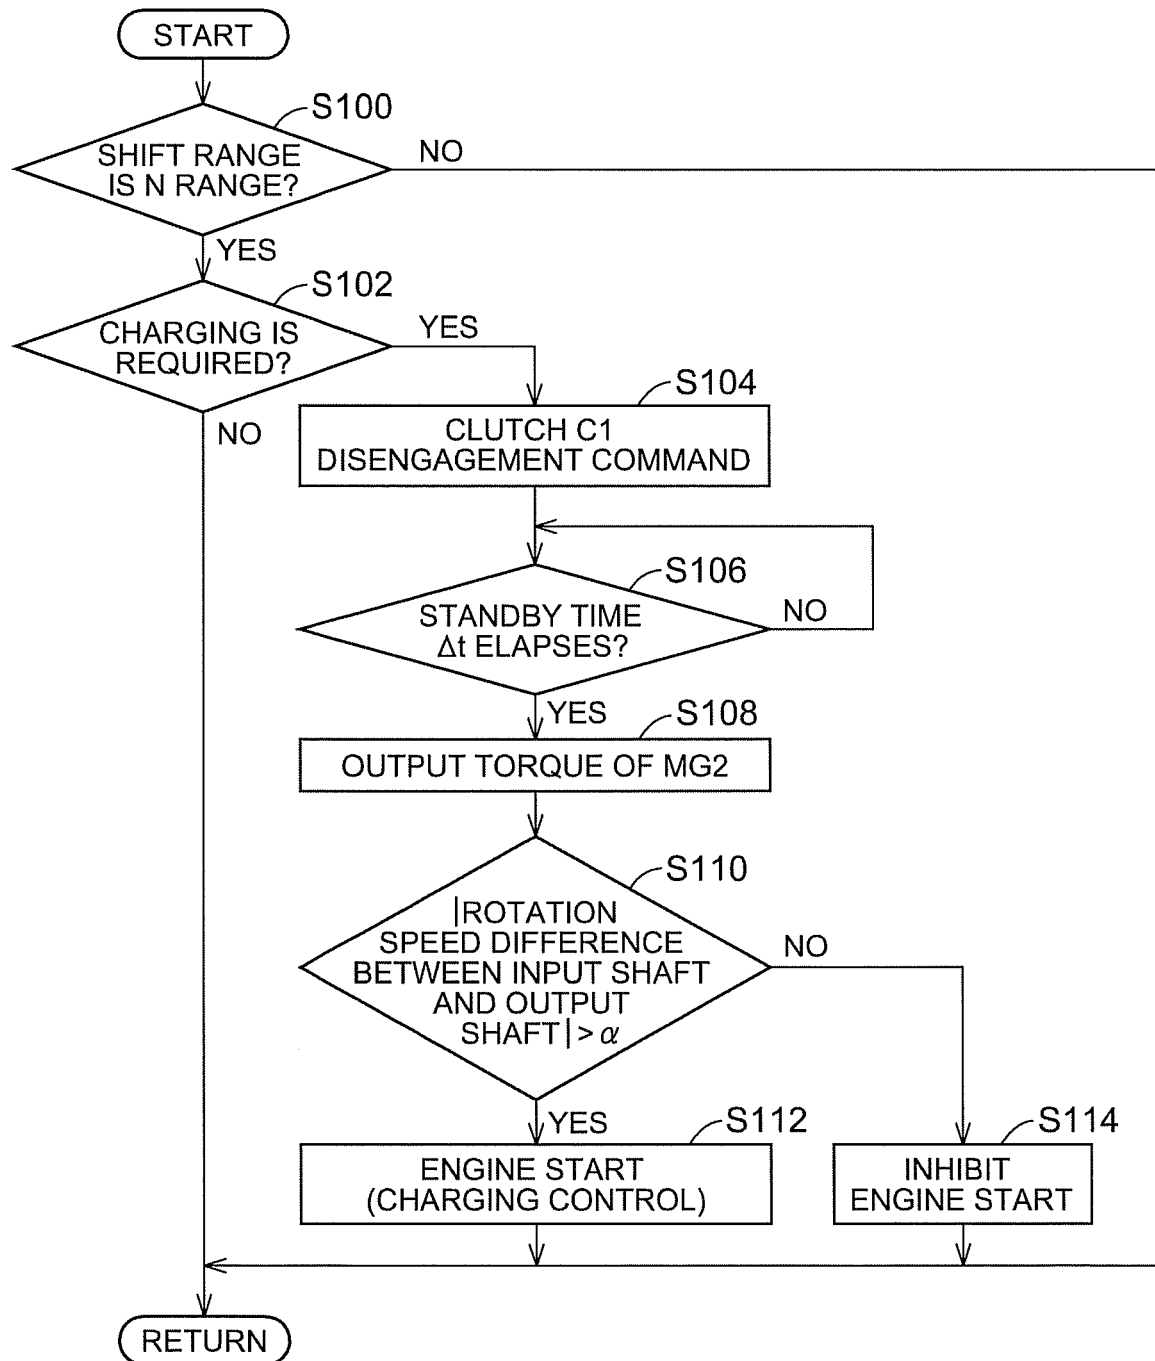 START
S100
SHIFT RANGE
IS N RANGE?
NO
YES
S102
CHARGING IS
REQUIRED?
YES
NO
S104
CLUTCH C1
DISENGAGEMENT COMMAND
S106
STANDBY TIME
Δt ELAPSES?
NO
YES
S108
OUTPUT TORQUE OF MG2
S110
|ROTATION
SPEED DIFFERENCE
BETWEEN INPUT SHAFT
AND OUTPUT
SHAFT|>α
NO
YES
S112
ENGINE START
(CHARGING CONTROL)
S114
INHIBIT
ENGINE START
RETURN